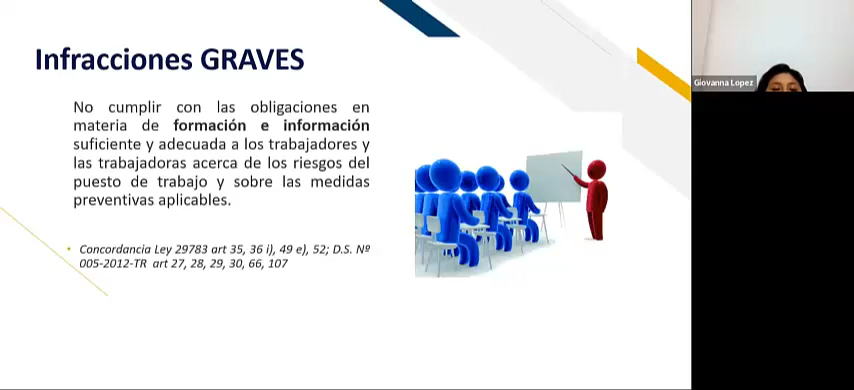 Infracciones GRAVES
No cumplir con las obligaciones en
materia de formación e información
suficiente y adecuada a los trabajadores y
las trabajadoras acerca de los riesgos del
puesto de trabajo y sobre las medidas
preventivas aplicables.
• Concordancia Ley 29783 art 35, 36 i), 49 e), 52; D.S. Nº
005-2012-TR art 27, 28, 29, 30, 66, 107
Giovanna Lopez